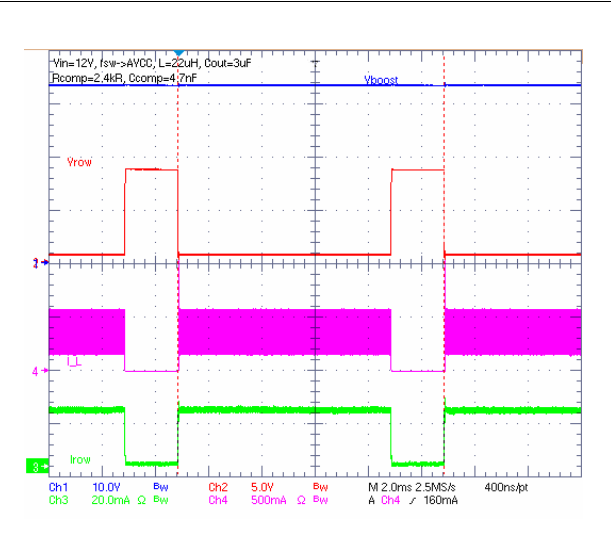 Vin=12V, fsw->AVCC, L=22uH, Cout=3uF
Rcomp=2.4kR, Ccomp=4.7nF
Vboost
Vrow
I_L
4
Irow
3
Ch1 10.0V Bw Ch2 5.0V Bw M 2.0ms 2.5MS/s 400ns/pt
Ch3 20.0mA Ω Bw Ch4 500mA Ω Bw A Ch4 / 160mA